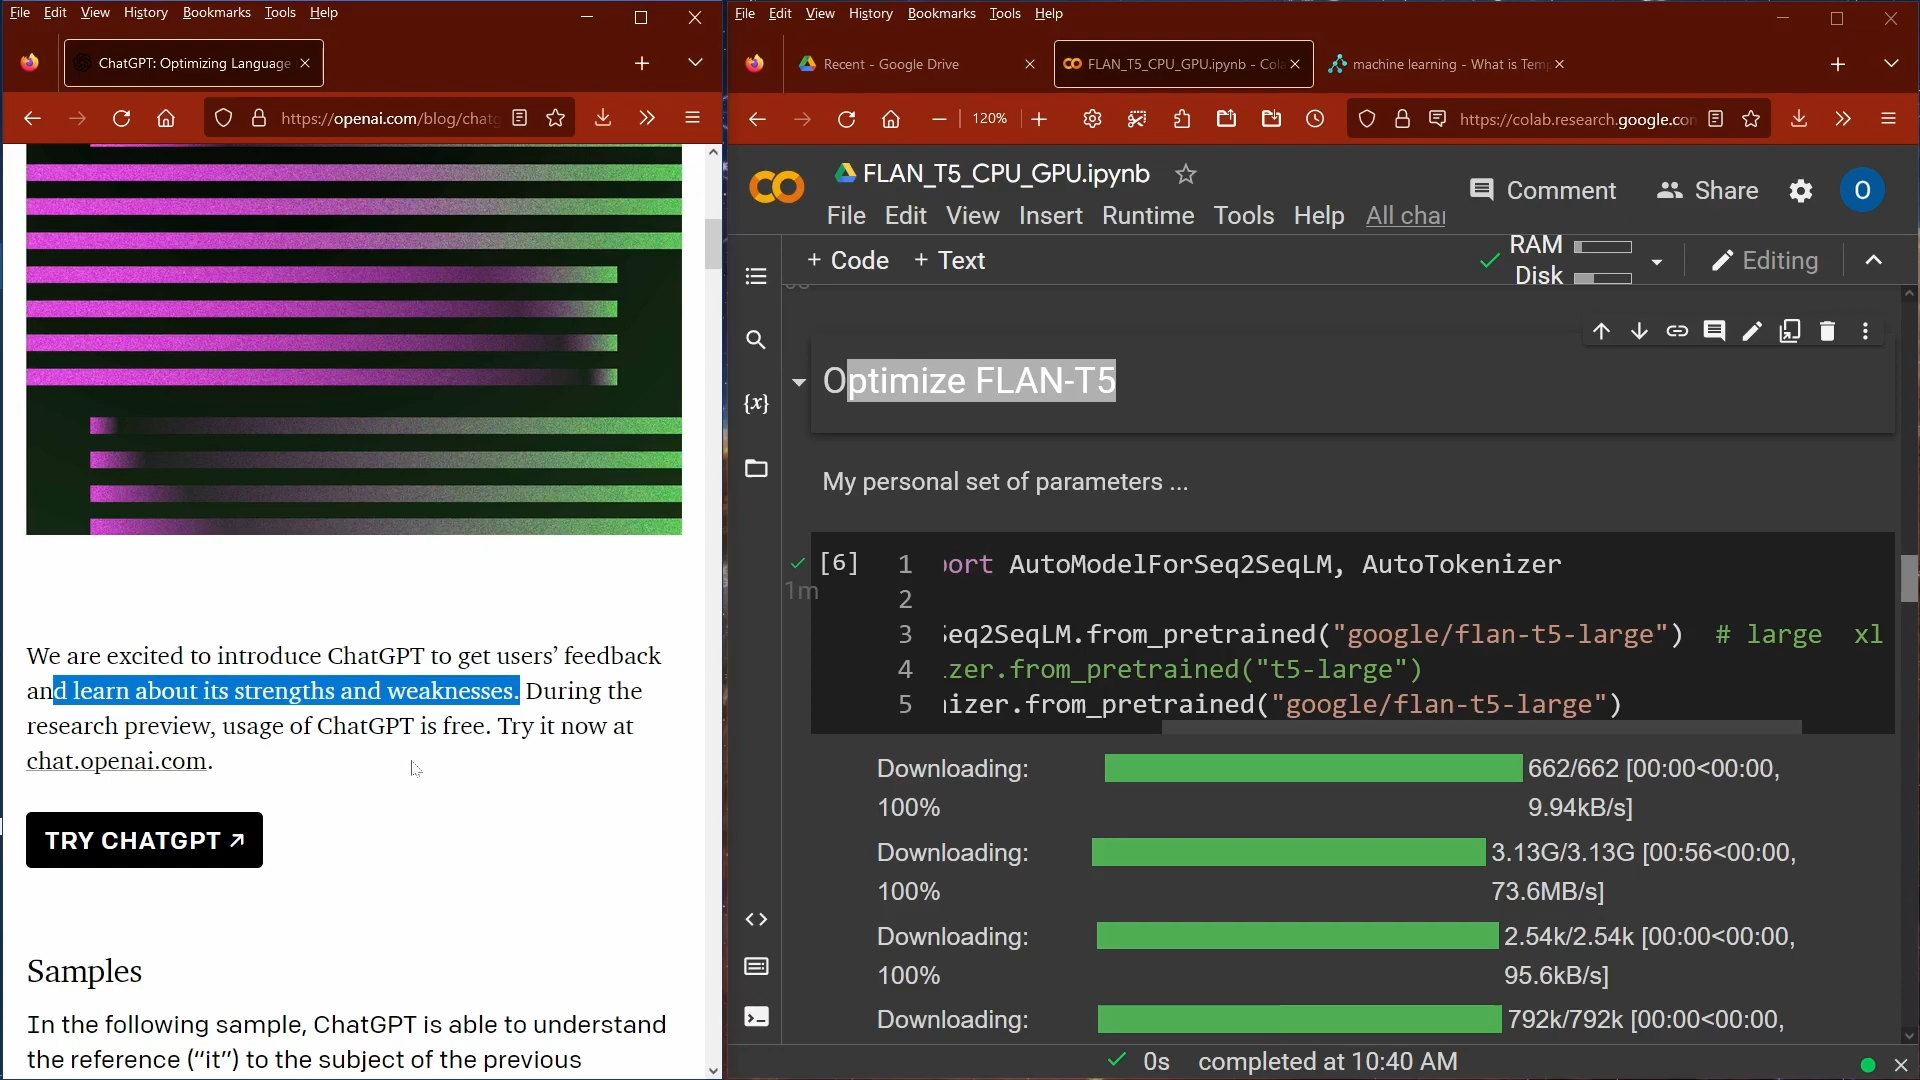 File Edit View History Bookmarks Tools Help
ChatGPT: Optimizing Language
https://openai.com/blog/chatg
We are excited to introduce ChatGPT to get users’ feedback
and learn about its strengths and weaknesses. During the
research preview, usage of ChatGPT is free. Try it now at
chat.openai.com.
TRY CHATGPT ↗
Samples
In the following sample, ChatGPT is able to understand
the reference (“it”) to the subject of the previous
File Edit View History Bookmarks Tools Help
Recent - Google Drive
FLAN_T5_CPU_GPU.ipynb - Cola
machine learning - What is Temp
120%
https://colab.research.google.con
FLAN_T5_CPU_GPU.ipynb
Comment Share O
File Edit View Insert Runtime Tools Help All chan
+ Code + Text
RAM
Disk
Editing
Optimize FLAN-T5
My personal set of parameters ...
{x}
[6]
1m
1 port AutoModelForSeq2SeqLM, AutoTokenizer
2
3 Seq2SeqLM.from_pretrained("google/flan-t5-large") # large xl
4 izer.from_pretrained("t5-large")
5 nizer.from_pretrained("google/flan-t5-large")
Downloading: 662/662 [00:00<00:00,
100% 9.94kB/s]
Downloading: 3.13G/3.13G [00:56<00:00,
100% 73.6MB/s]
Downloading: 2.54k/2.54k [00:00<00:00,
100% 95.6kB/s]
Downloading: 792k/792k [00:00<00:00,
0s completed at 10:40 AM